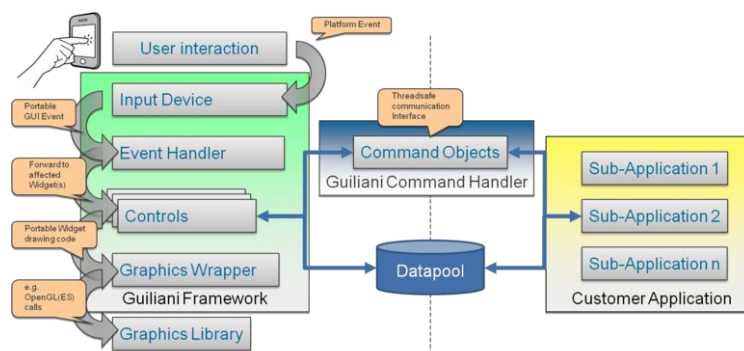 Platform Event
User interaction
Input Device
Portable
GUI Event
Event Handler
Forward to
affected
Widget(s)
Controls
Portable Widget
drawing code
Graphics Wrapper
e.g.
OpenGL(ES)
calls
Guiliani Framework
Graphics Library
Threadsafe
communication
Interface
Command Objects
Guiliani Command Handler
Datapool
Sub-Application 1
Sub-Application 2
Sub-Application n
Customer Application